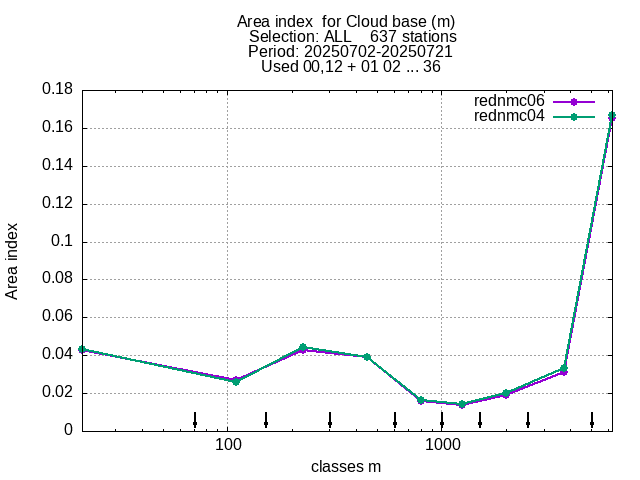 Area index  for Cloud base (m)
Selection: ALL    637 stations
Period: 20250702-20250721
Used 00,12 + 01 02 ... 36
rednmc06
rednmc04
0.18
0.16
0.14
0.12
0.1
0.08
0.06
0.04
0.02
0
Area index
100
1000
classes m